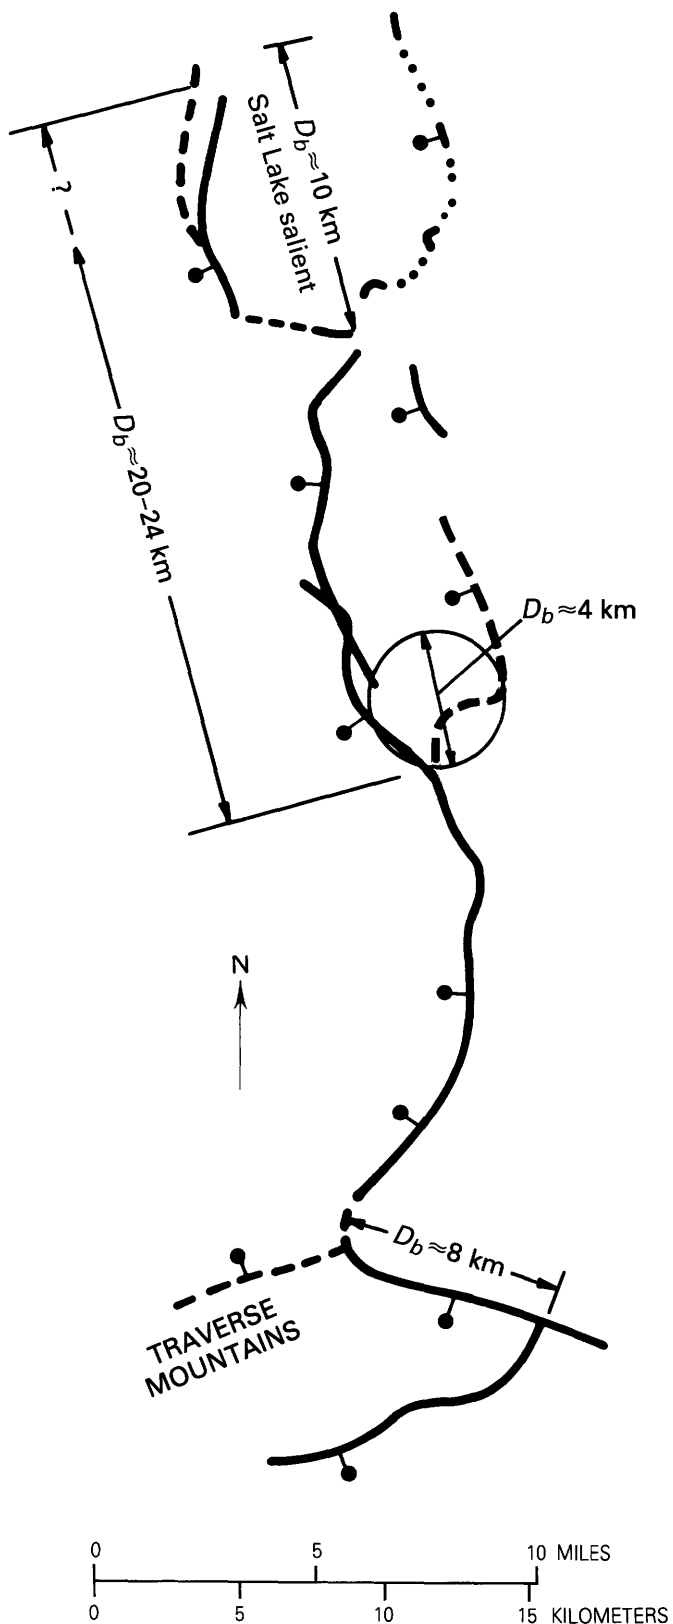 D_b≈10 km
Salt Lake salient
?
D_b≈20–24 km
D_b≈4 km
N
D_b≈8 km
TRAVERSE
MOUNTAINS
0 5 10 MILES
0 5 10 15 KILOMETERS